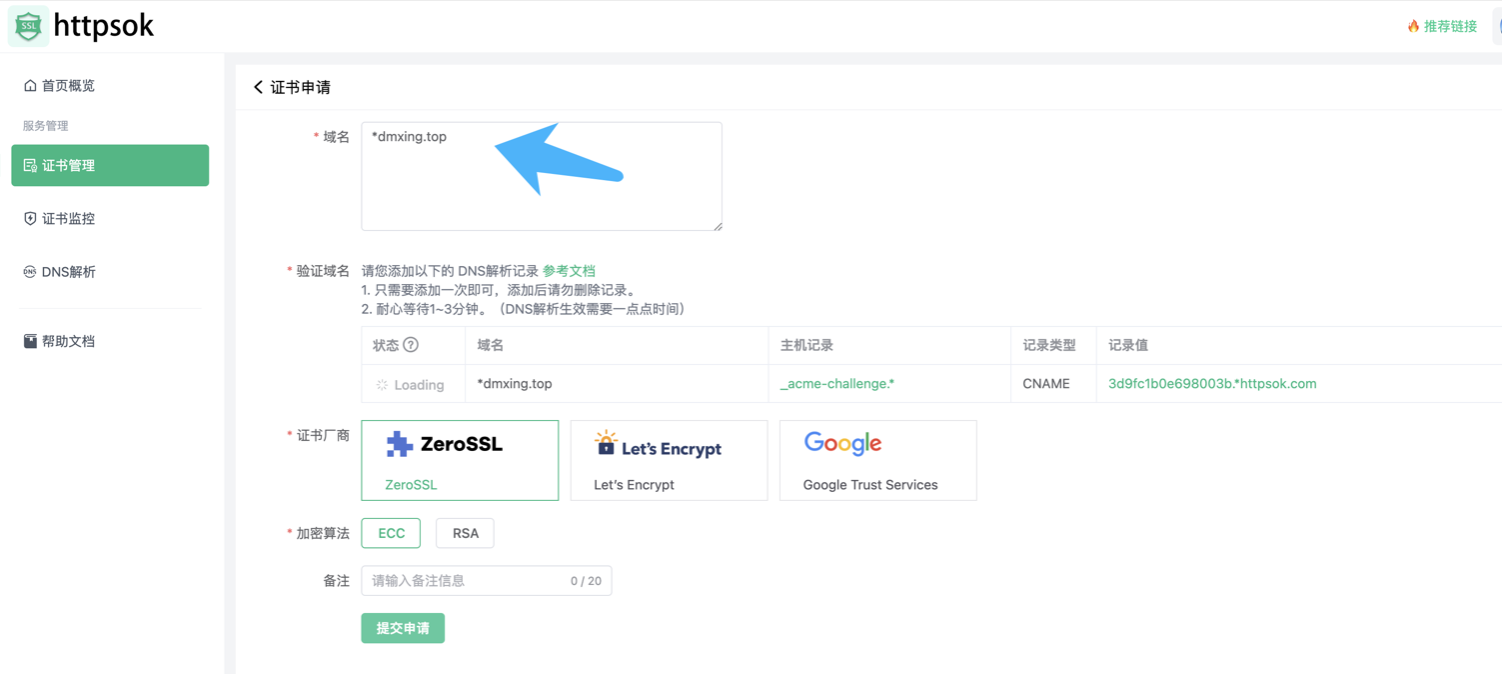 SSL httpsok
推荐链接
首页概览
服务管理
证书管理
证书监控
DNS DNS解析
帮助文档
证书申请
* 域名
*dmxing.top
* 验证域名
请您添加以下的 DNS解析记录 参考文档
1. 只需要添加一次即可，添加后请勿删除记录。
2. 耐心等待1~3分钟。（DNS解析生效需要一点点时间）
状态 ? 域名 主机记录 记录类型 记录值
Loading *dmxing.top _acme-challenge.* CNAME 3d9fc1b0e698003b.*httpsok.com
* 证书厂商
ZeroSSL Let's Encrypt Google
ZeroSSL Let's Encrypt Google Trust Services
* 加密算法 ECC RSA
备注 请输入备注信息 0 / 20
提交申请